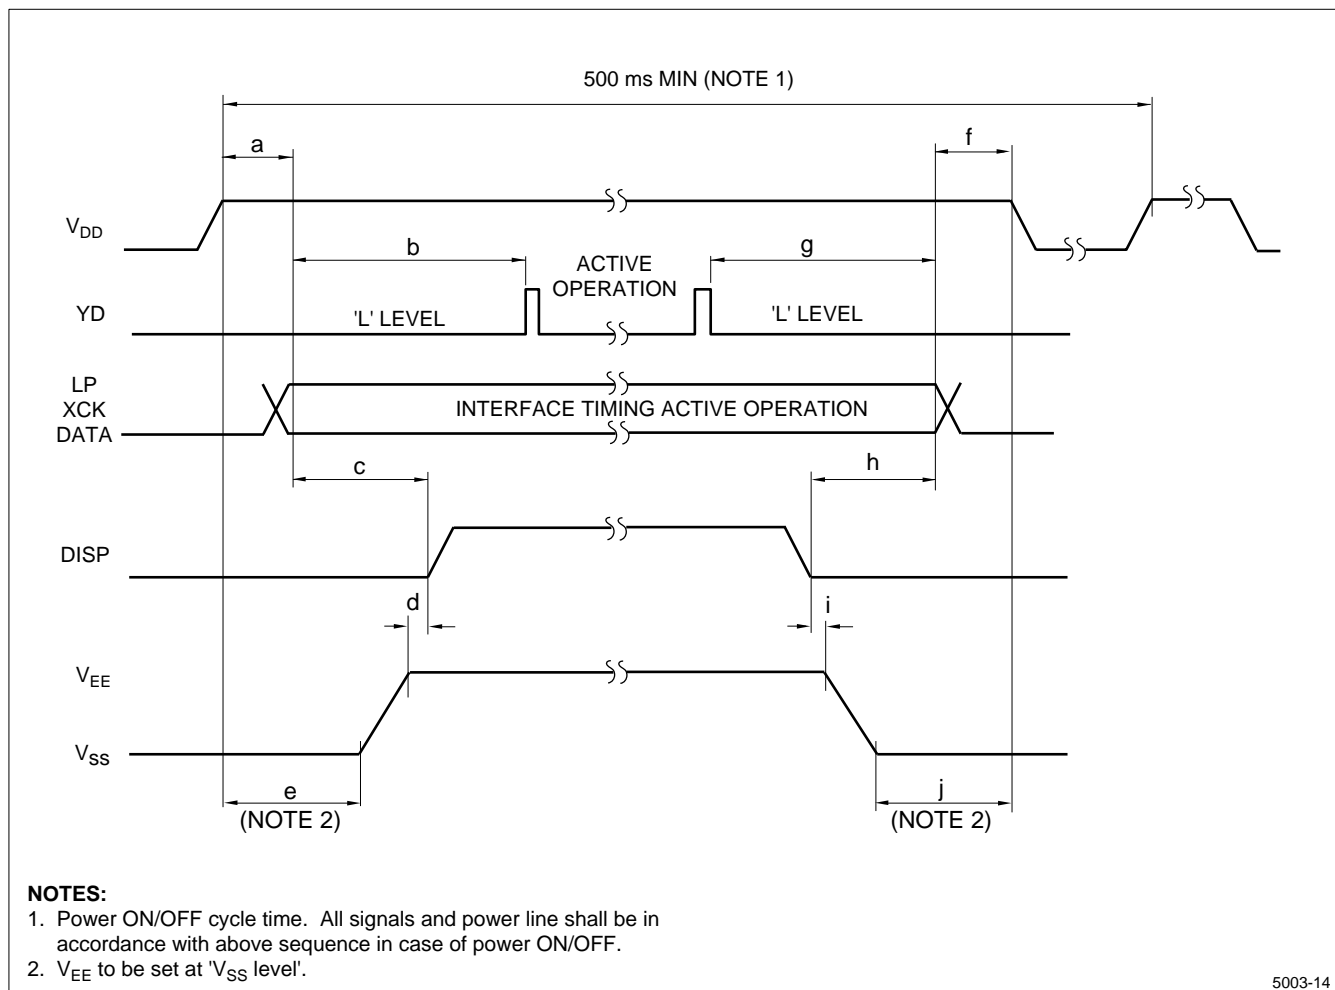 500 ms MIN (NOTE 1)
a
f
VDD
b
ACTIVE
OPERATION
g
YD
'L' LEVEL
'L' LEVEL
LP
XCK
DATA
INTERFACE TIMING ACTIVE OPERATION
c
h
DISP
d
i
VEE
VSS
e
(NOTE 2)
j
(NOTE 2)
NOTES:
1. Power ON/OFF cycle time. All signals and power line shall be in
accordance with above sequence in case of power ON/OFF.
2. VEE to be set at 'VSS level'.
5003-14